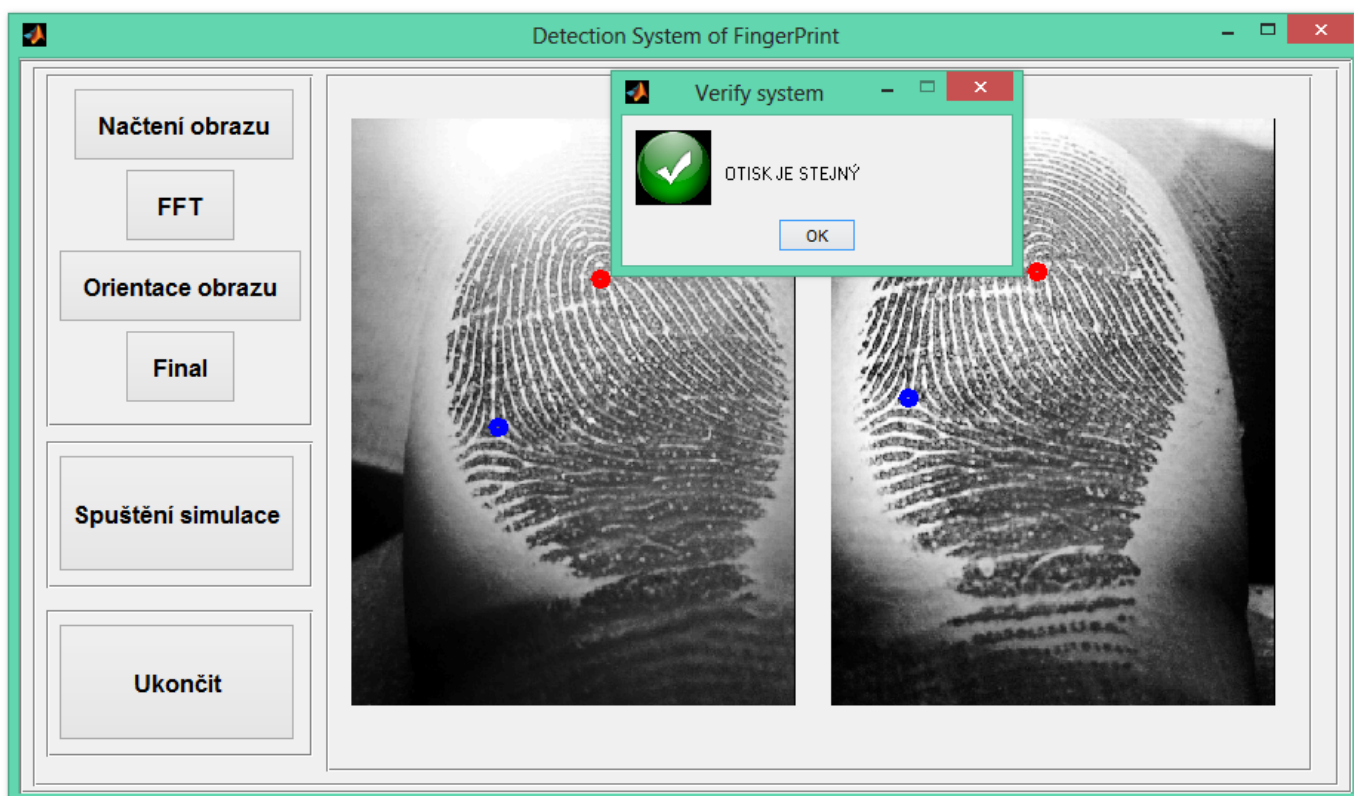 Detection System of FingerPrint
Verify system
OTISK JE STEJNÝ
OK
Načtení obrazu
FFT
Orientace obrazu
Final
Spuštění simulace
Ukončit